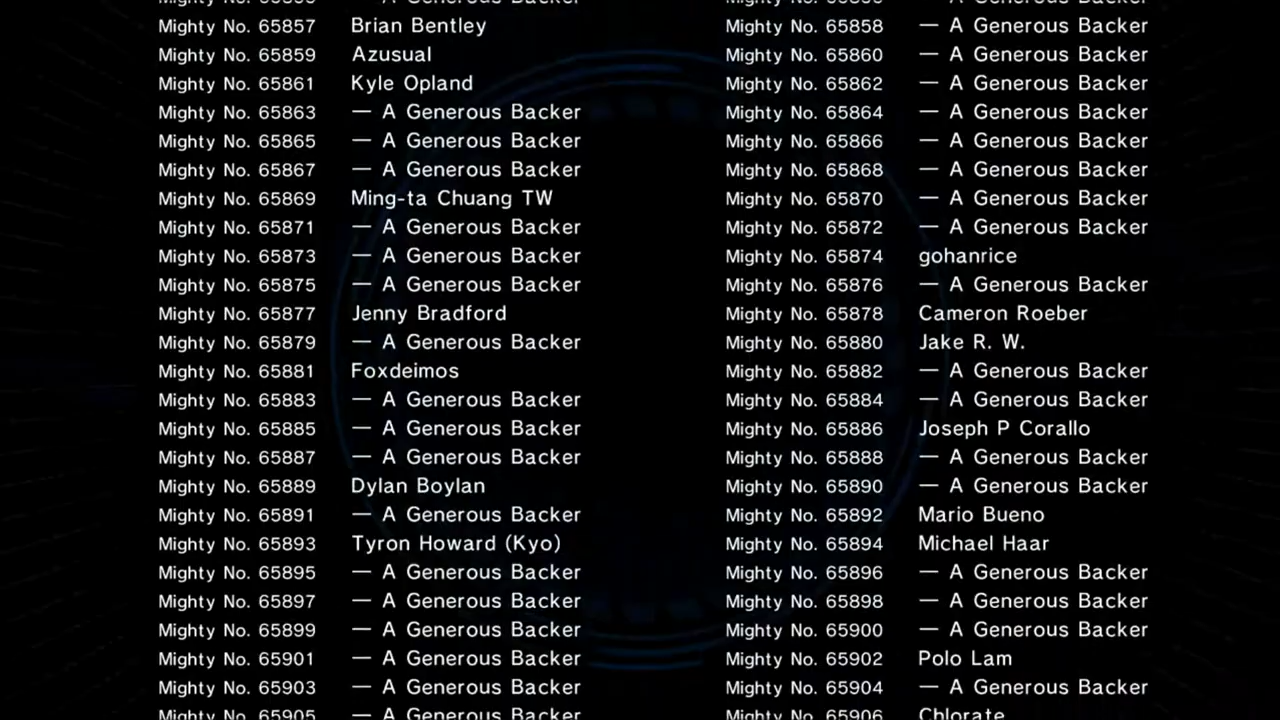 Mighty No. 65857 Brian Bentley Mighty No. 65858 — A Generous Backer
Mighty No. 65859 Azusual Mighty No. 65860 — A Generous Backer
Mighty No. 65861 Kyle Opland Mighty No. 65862 — A Generous Backer
Mighty No. 65863 — A Generous Backer Mighty No. 65864 — A Generous Backer
Mighty No. 65865 — A Generous Backer Mighty No. 65866 — A Generous Backer
Mighty No. 65867 — A Generous Backer Mighty No. 65868 — A Generous Backer
Mighty No. 65869 Ming-ta Chuang TW Mighty No. 65870 — A Generous Backer
Mighty No. 65871 — A Generous Backer Mighty No. 65872 — A Generous Backer
Mighty No. 65873 — A Generous Backer Mighty No. 65874 gohanrice
Mighty No. 65875 — A Generous Backer Mighty No. 65876 — A Generous Backer
Mighty No. 65877 Jenny Bradford Mighty No. 65878 Cameron Roeber
Mighty No. 65879 — A Generous Backer Mighty No. 65880 Jake R. W.
Mighty No. 65881 Foxdeimos Mighty No. 65882 — A Generous Backer
Mighty No. 65883 — A Generous Backer Mighty No. 65884 — A Generous Backer
Mighty No. 65885 — A Generous Backer Mighty No. 65886 Joseph P Corallo
Mighty No. 65887 — A Generous Backer Mighty No. 65888 — A Generous Backer
Mighty No. 65889 Dylan Boylan Mighty No. 65890 — A Generous Backer
Mighty No. 65891 — A Generous Backer Mighty No. 65892 Mario Bueno
Mighty No. 65893 Tyron Howard (Kyo) Mighty No. 65894 Michael Haar
Mighty No. 65895 — A Generous Backer Mighty No. 65896 — A Generous Backer
Mighty No. 65897 — A Generous Backer Mighty No. 65898 — A Generous Backer
Mighty No. 65899 — A Generous Backer Mighty No. 65900 — A Generous Backer
Mighty No. 65901 — A Generous Backer Mighty No. 65902 Polo Lam
Mighty No. 65903 — A Generous Backer Mighty No. 65904 — A Generous Backer
Mighty No. 65905 — A Generous Backer Mighty No. 65906 Chlorate